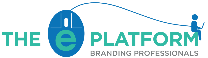 THE e PLATFORM
BRANDING PROFESSIONALS